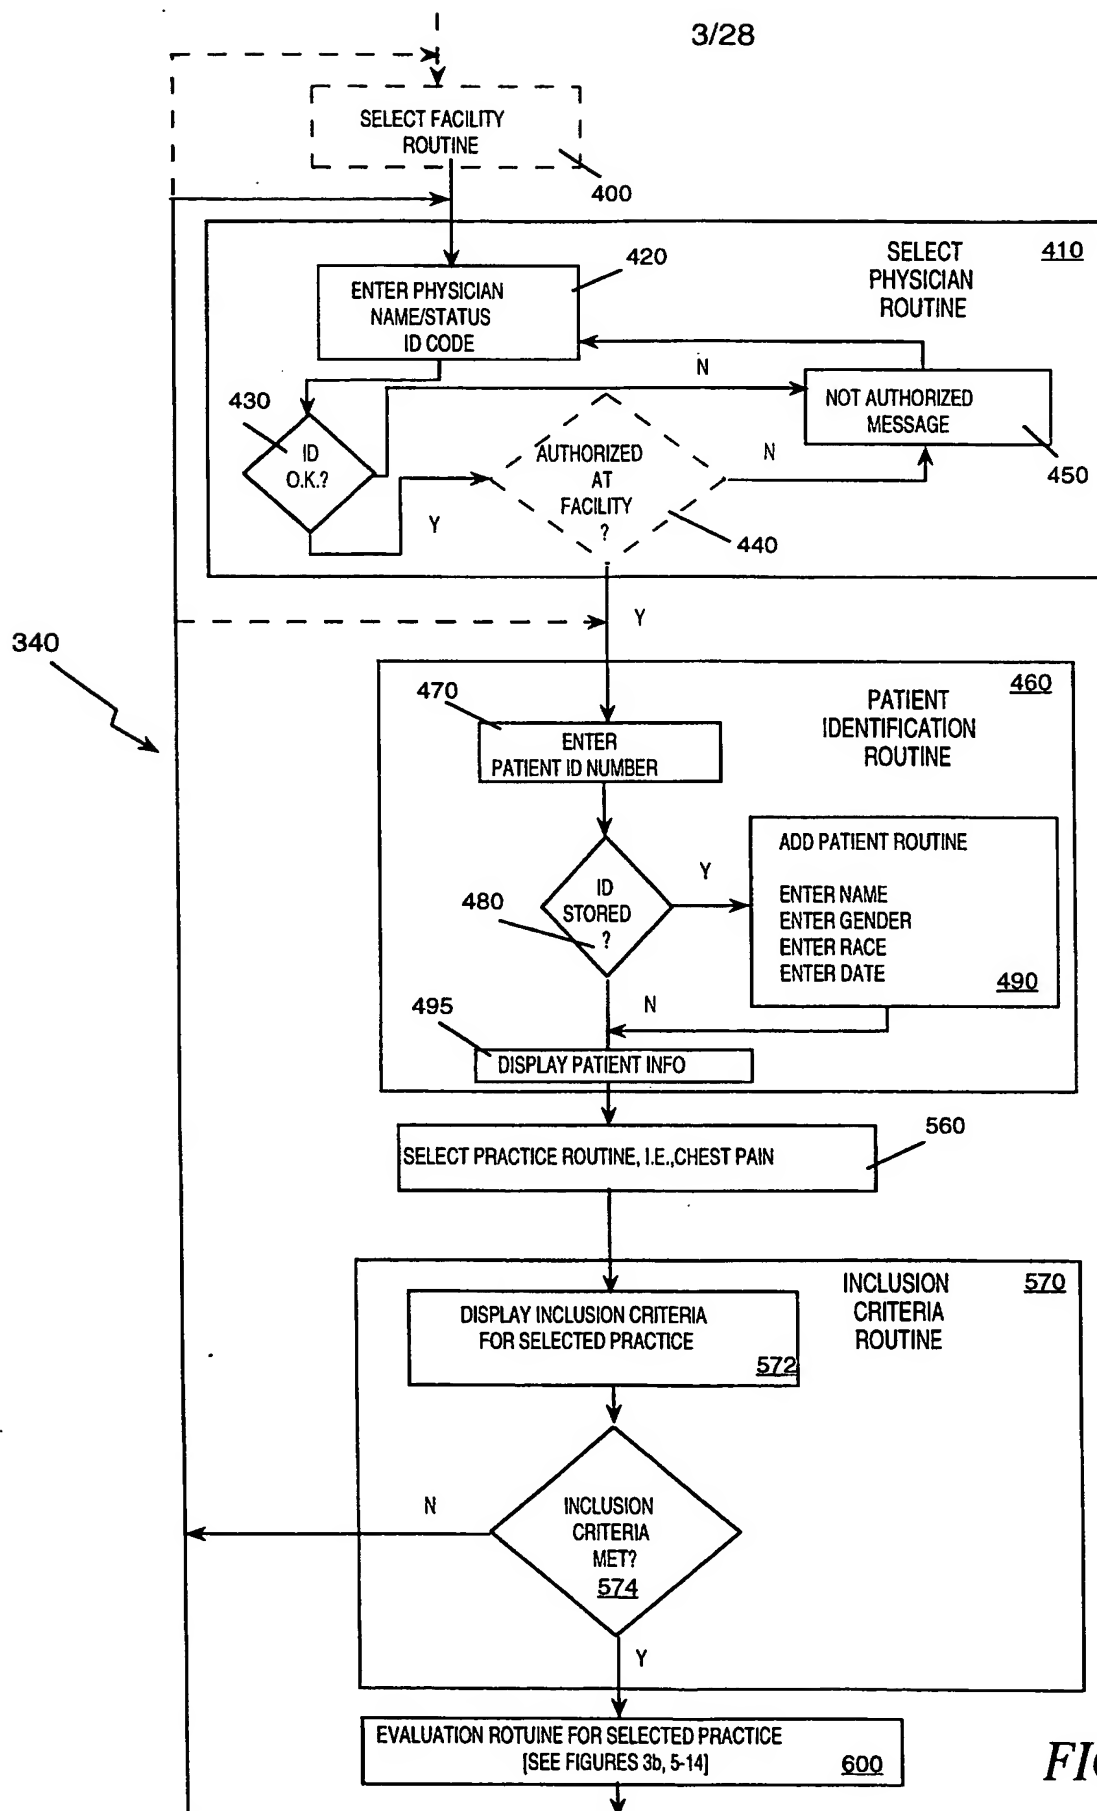 3/28
SELECT FACILITY
ROUTINE
400
SELECT
PHYSICIAN
ROUTINE
410
420
ENTER PHYSICIAN
NAME/STATUS
ID CODE
N
NOT AUTHORIZED
MESSAGE
450
430
ID
O.K.?
Y
AUTHORIZED
AT
FACILITY
?
N
440
Y
340
460
PATIENT
IDENTIFICATION
ROUTINE
470
ENTER
PATIENT ID NUMBER
ID
STORED
?
480
Y
ADD PATIENT ROUTINE
ENTER NAME
ENTER GENDER
ENTER RACE
ENTER DATE
490
N
495
DISPLAY PATIENT INFO
560
SELECT PRACTICE ROUTINE, I.E.,CHEST PAIN
INCLUSION
CRITERIA
ROUTINE
570
DISPLAY INCLUSION CRITERIA
FOR SELECTED PRACTICE
572
N
INCLUSION
CRITERIA
MET?
574
Y
EVALUATION ROTUINE FOR SELECTED PRACTICE
[SEE FIGURES 3b, 5-14]
600